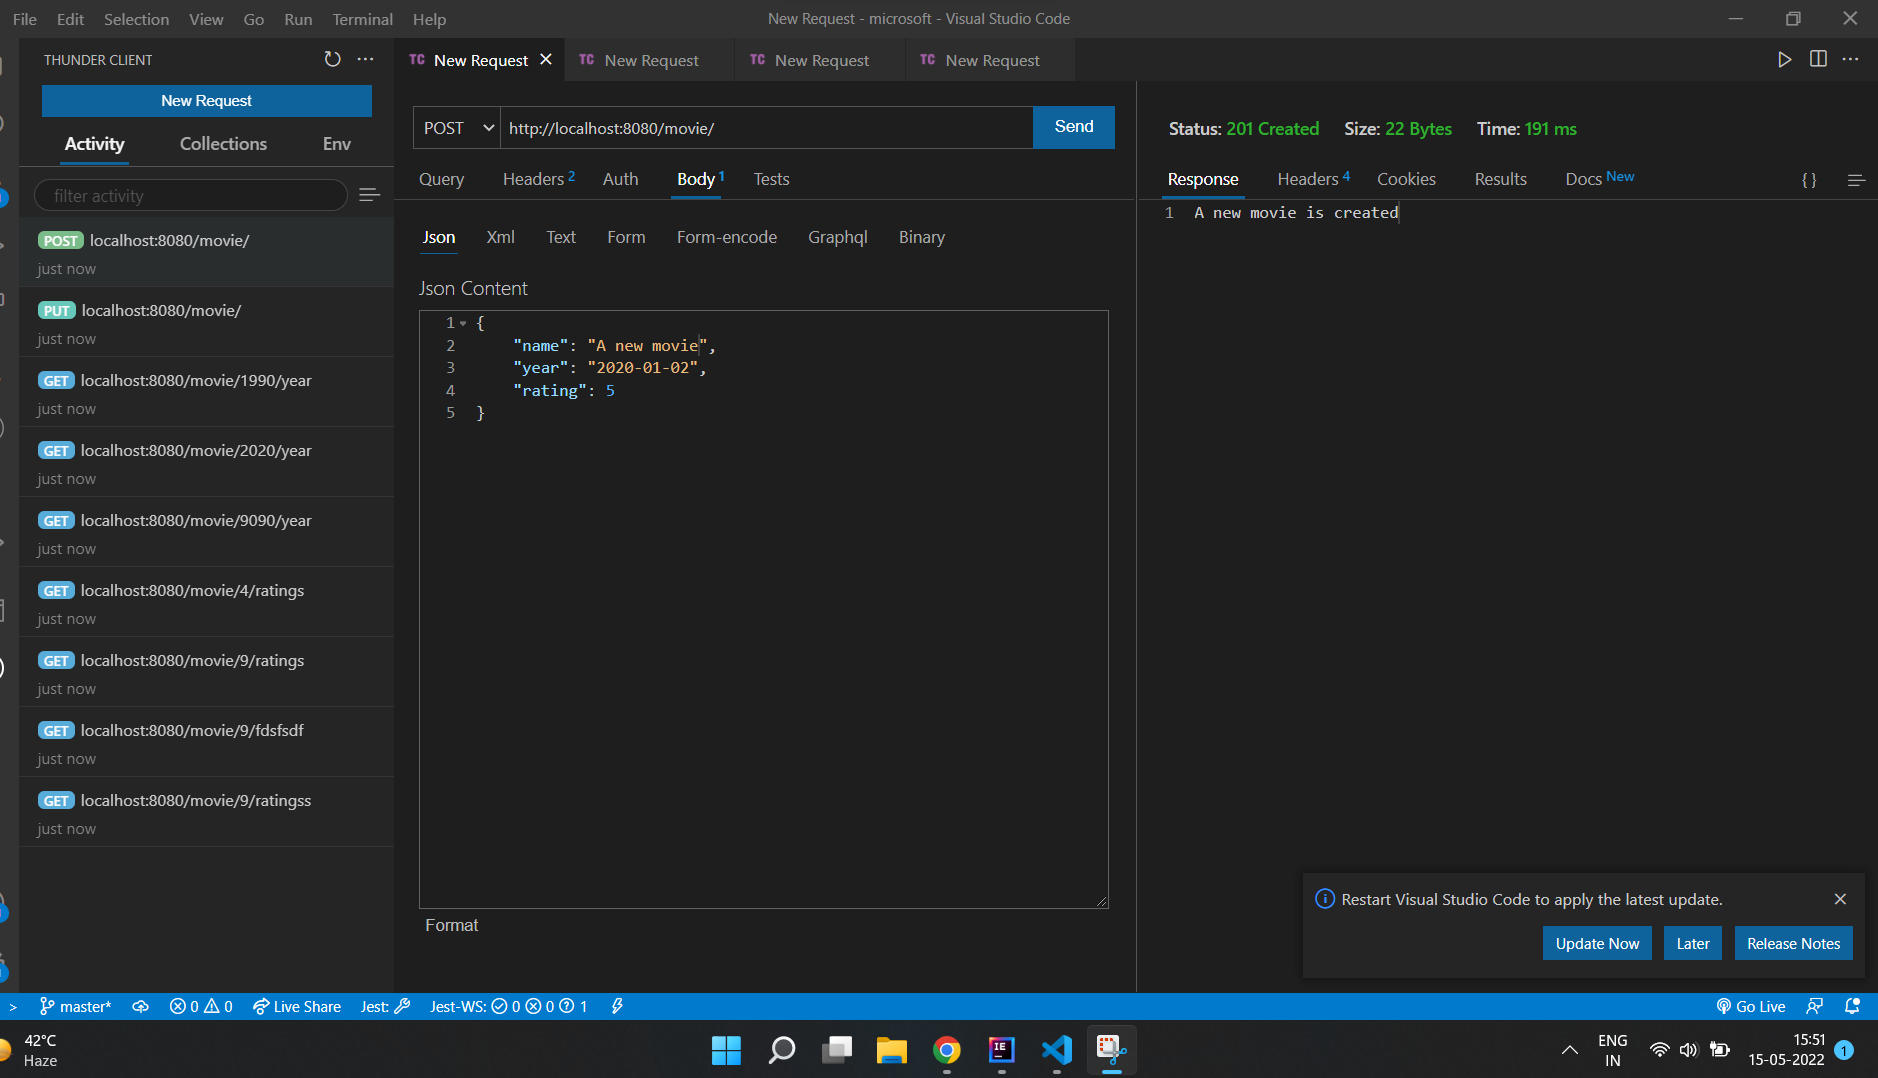 File Edit Selection View Go Run Terminal Help
New Request - microsoft - Visual Studio Code
THUNDER CLIENT
New Request
Activity Collections Env
filter activity
POST localhost:8080/movie/
just now
PUT localhost:8080/movie/
just now
GET localhost:8080/movie/1990/year
just now
GET localhost:8080/movie/2020/year
just now
GET localhost:8080/movie/9090/year
just now
GET localhost:8080/movie/4/ratings
just now
GET localhost:8080/movie/9/ratings
just now
GET localhost:8080/movie/9/fdsfsdf
just now
GET localhost:8080/movie/9/ratingss
just now
TC New Request TC New Request TC New Request TC New Request
POST http://localhost:8080/movie/ Send
Query Headers 2 Auth Body 1 Tests
Json Xml Text Form Form-encode Graphql Binary
Json Content
1 {
2 "name": "A new movie",
3 "year": "2020-01-02",
4 "rating": 5
5 }
Format
Status: 201 Created Size: 22 Bytes Time: 191 ms
Response Headers 4 Cookies Results Docs New {}
1 A new movie is created
Restart Visual Studio Code to apply the latest update.
Update Now Later Release Notes
master* 0 0 Live Share Jest: Jest-WS: 0 0 1 Go Live
42°C
Haze
IE
ENG
IN
15:51
15-05-2022 1